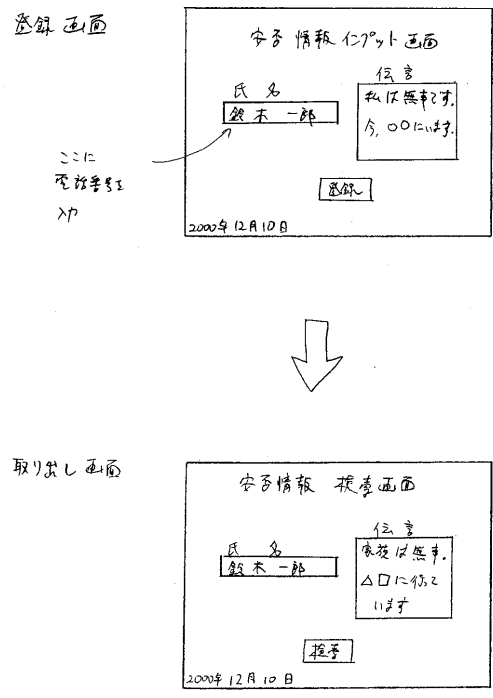 登録画面
安否情報インプット画面
氏名
鈴木一郎
伝言
私は無事です。
今、○○にいます。
ここに
電話番号を
入力
登録
2000年12月10日
取り出し画面
安否情報 検査画面
氏名
鈴木一郎
伝言
家族は無事。
△□に行って
います
2000年12月10日